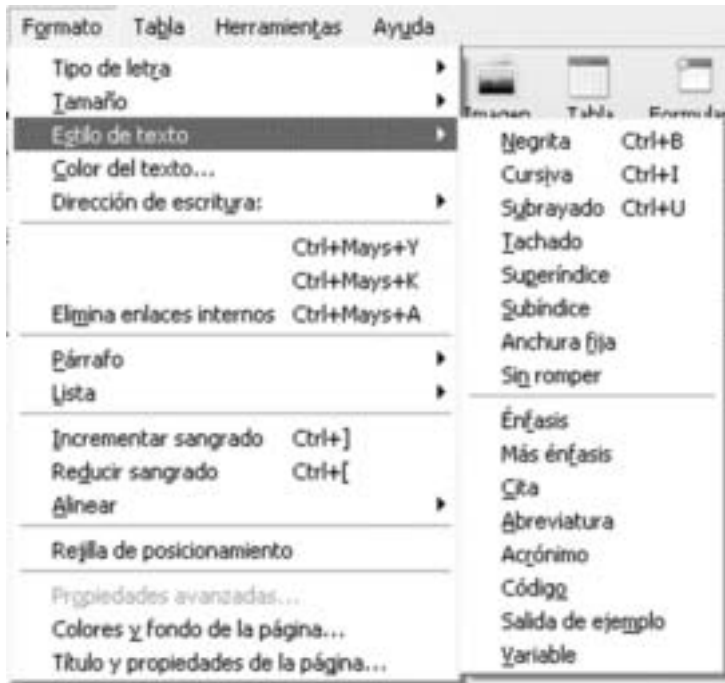 Formato Tabla Herramientas Ayuda
Tipo de letra
Tamaño
Estilo de texto
Color del texto...
Dirección de escritura:
Ctrl+Mays+Y
Ctrl+Mays+K
Elimina enlaces internos Ctrl+Mays+A
Párrafo
Lista
Incrementar sangrado Ctrl+]
Reducir sangrado Ctrl+[
Alinear
Rejilla de posicionamiento
Propiedades avanzadas...
Colores y fondo de la página...
Título y propiedades de la página...
Imagen Tabla Formula
Negrita Ctrl+B
Cursiva Ctrl+I
Subrayado Ctrl+U
Tachado
Superíndice
Subíndice
Anchura fija
Sin romper
Énfasis
Más énfasis
Cita
Abreviatura
Acrónimo
Código
Salida de ejemplo
Variable